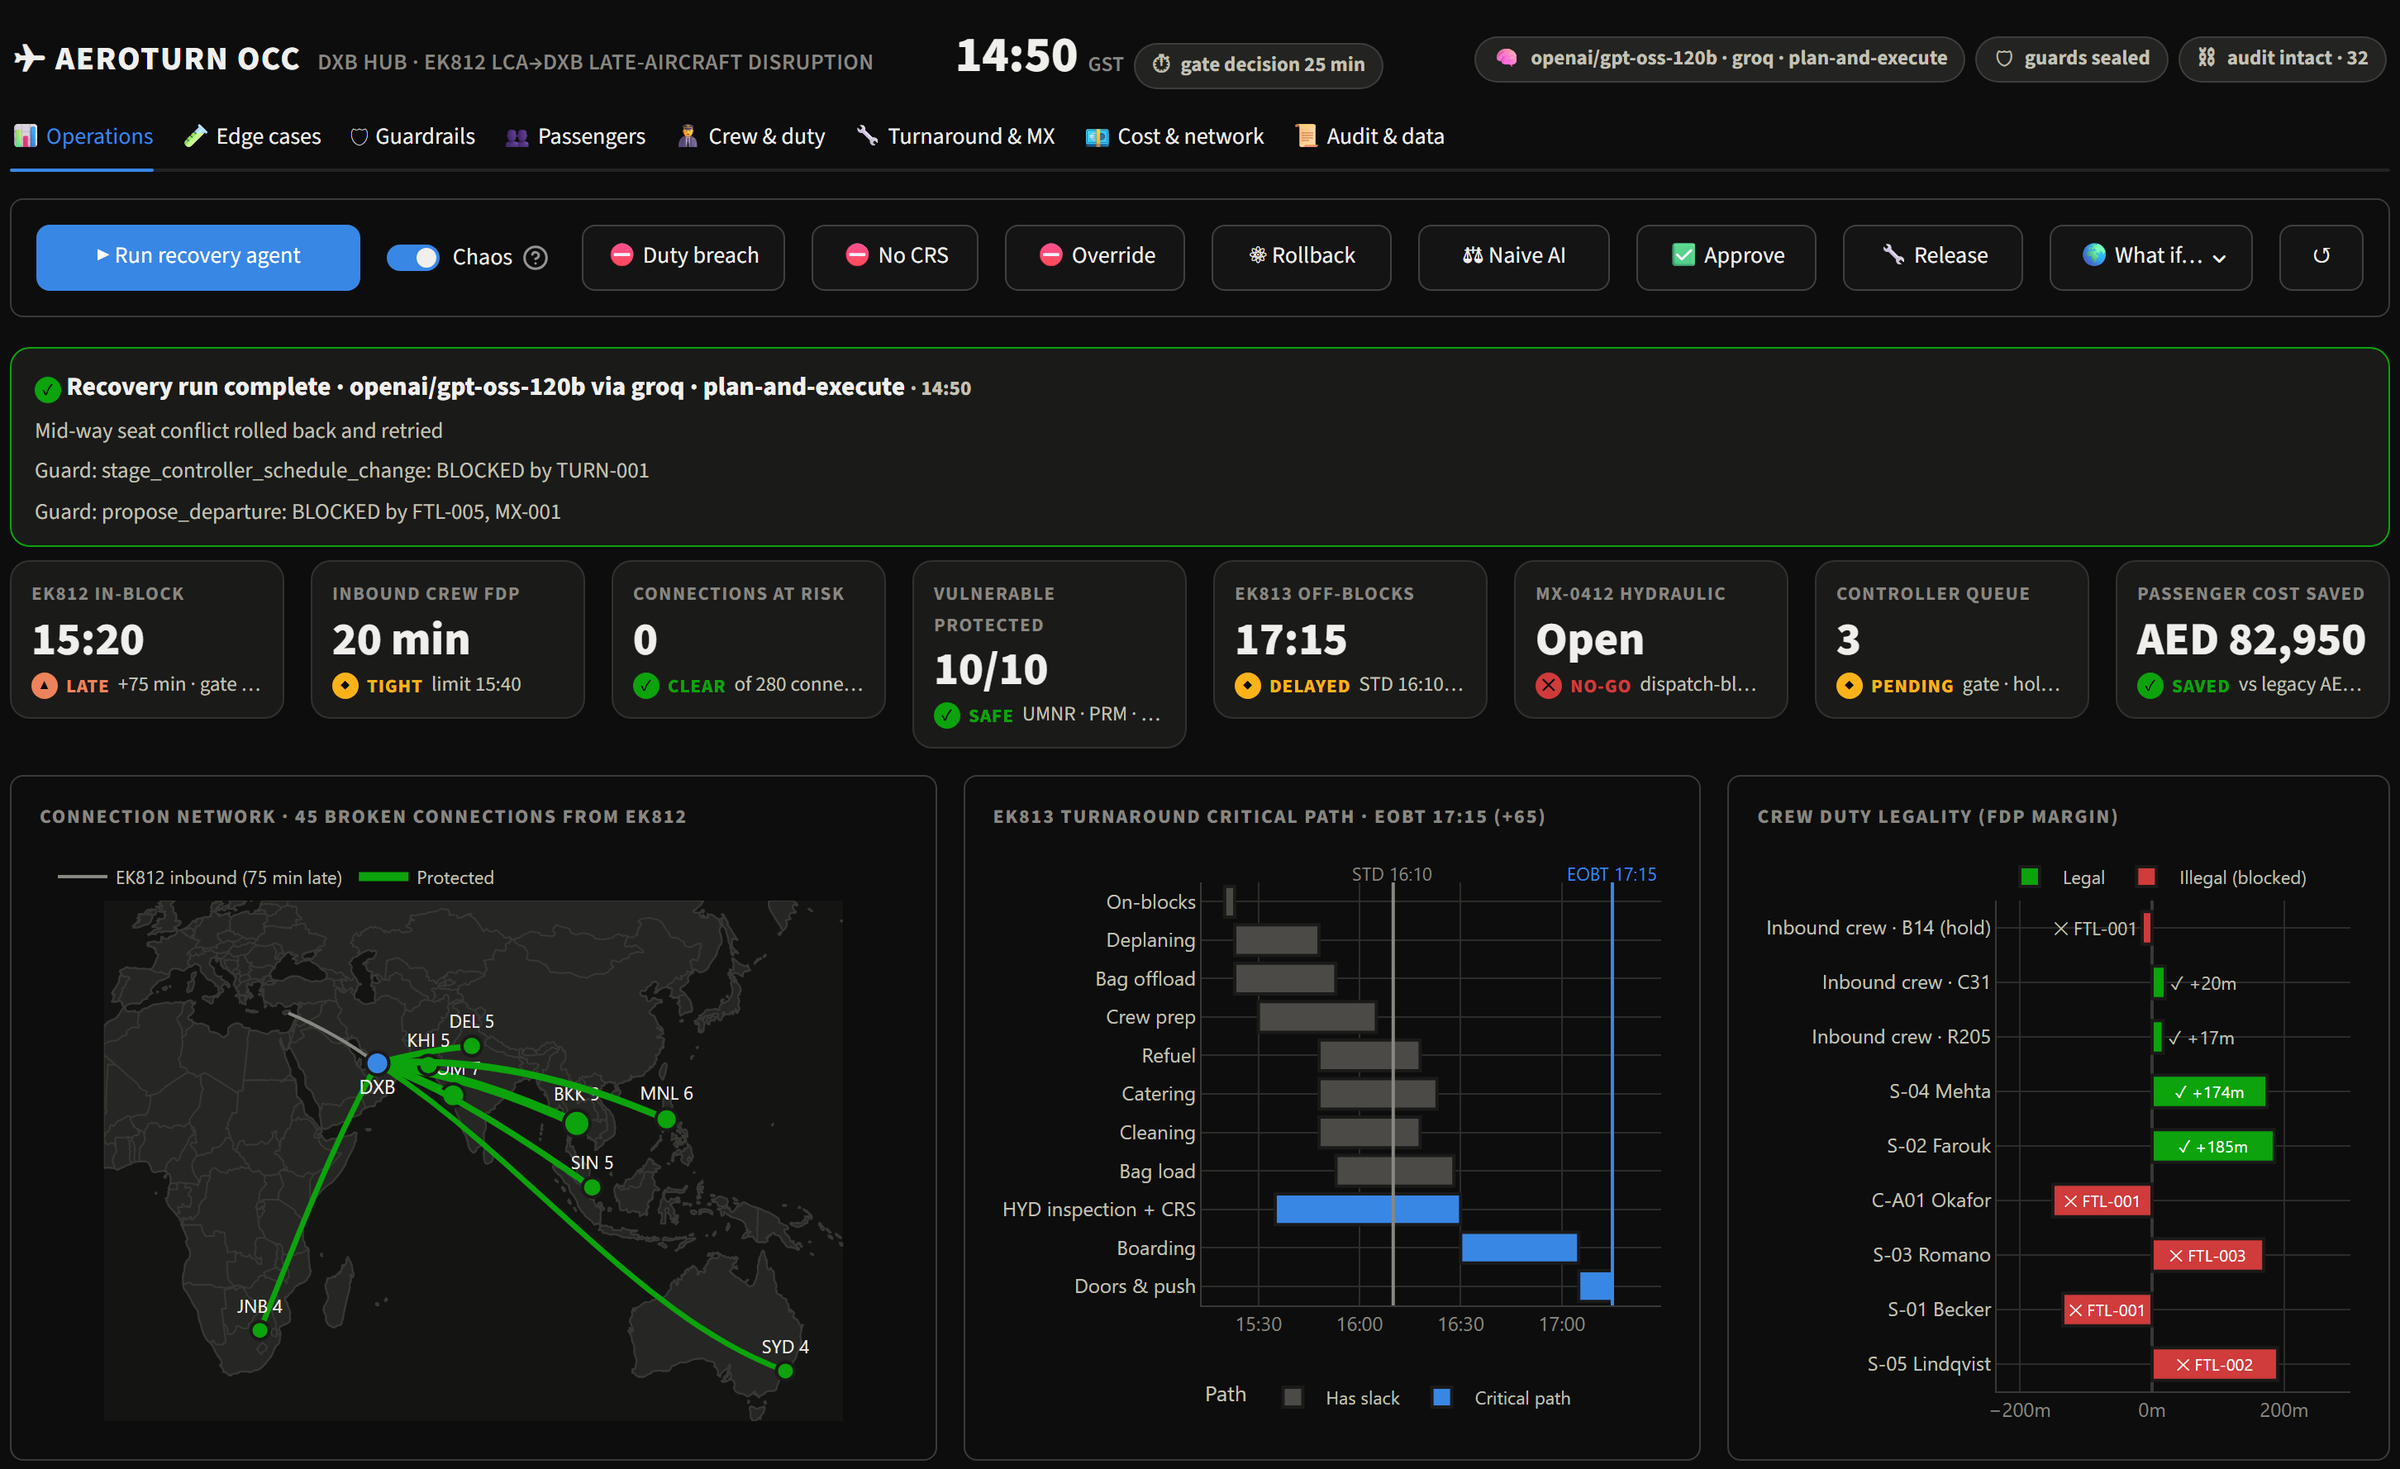 AEROTURN OCC DXB HUB · EK812 LCA→DXB LATE-AIRCRAFT DISRUPTION
14:50 GST gate decision 25 min
openai/gpt-oss-120b · groq · plan-and-execute guards sealed audit intact · 32
Operations Edge cases Guardrails Passengers Crew & duty Turnaround & MX Cost & network Audit & data
Run recovery agent Chaos Duty breach No CRS Override Rollback Naive AI Approve Release What if...
Recovery run complete · openai/gpt-oss-120b via groq · plan-and-execute · 14:50
Mid-way seat conflict rolled back and retried
Guard: stage_controller_schedule_change: BLOCKED by TURN-001
Guard: propose_departure: BLOCKED by FTL-005, MX-001
EK812 IN-BLOCK
15:20
LATE +75 min · gate ...
INBOUND CREW FDP
20 min
TIGHT limit 15:40
CONNECTIONS AT RISK
0
CLEAR of 280 conne...
VULNERABLE
PROTECTED
10/10
SAFE UMNR · PRM · ...
EK813 OFF-BLOCKS
17:15
DELAYED STD 16:10...
MX-0412 HYDRAULIC
Open
NO-GO dispatch-bl...
CONTROLLER QUEUE
3
PENDING gate · hol...
PASSENGER COST SAVED
AED 82,950
SAVED vs legacy AE...
CONNECTION NETWORK · 45 BROKEN CONNECTIONS FROM EK812
EK812 inbound (75 min late) Protected
DEL 5
KHI 5
DXB
BKK
MNL 6
SIN 5
JNB 4
SYD 4
EK813 TURNAROUND CRITICAL PATH · EOBT 17:15 (+65)
STD 16:10 EOBT 17:15
On-blocks
Deplaning
Bag offload
Crew prep
Refuel
Catering
Cleaning
Bag load
HYD inspection + CRS
Boarding
Doors & push
15:30 16:00 16:30 17:00
Path Has slack Critical path
CREW DUTY LEGALITY (FDP MARGIN)
Legal Illegal (blocked)
Inbound crew · B14 (hold) ✕ FTL-001
Inbound crew · C31 ✓ +20m
Inbound crew · R205 ✓ +17m
S-04 Mehta ✓ +174m
S-02 Farouk ✓ +185m
C-A01 Okafor ✕ FTL-001
S-03 Romano ✕ FTL-003
S-01 Becker ✕ FTL-001
S-05 Lindqvist ✕ FTL-002
−200m 0m 200m